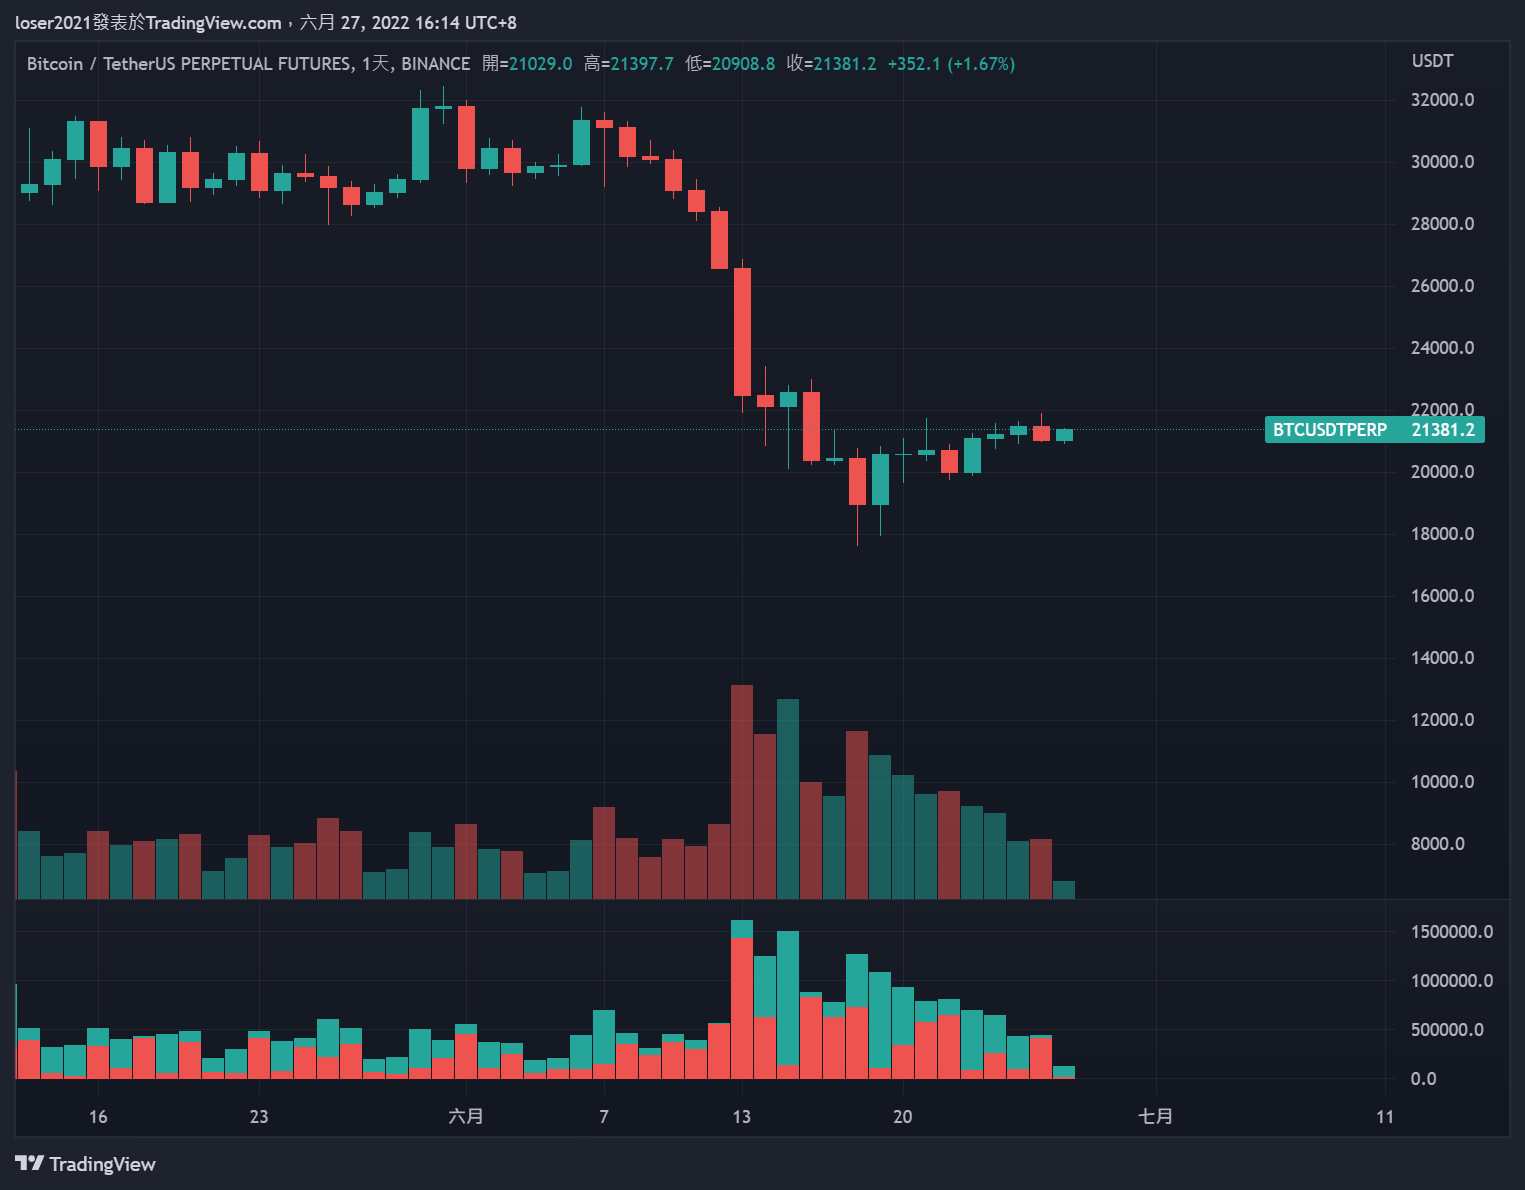 loser2021發表於TradingView.com，六月 27, 2022 16:14 UTC+8
Bitcoin / TetherUS PERPETUAL FUTURES, 1天, BINANCE 開=21029.0 高=21397.7 低=20908.8 收=21381.2 +352.1 (+1.67%)
USDT
32000.0
30000.0
28000.0
26000.0
24000.0
22000.0
BTCUSDTPERP 21381.2
20000.0
18000.0
16000.0
14000.0
12000.0
10000.0
8000.0
1500000.0
1000000.0
500000.0
0.0
16 23 六月 7 13 20 七月 11
TradingView